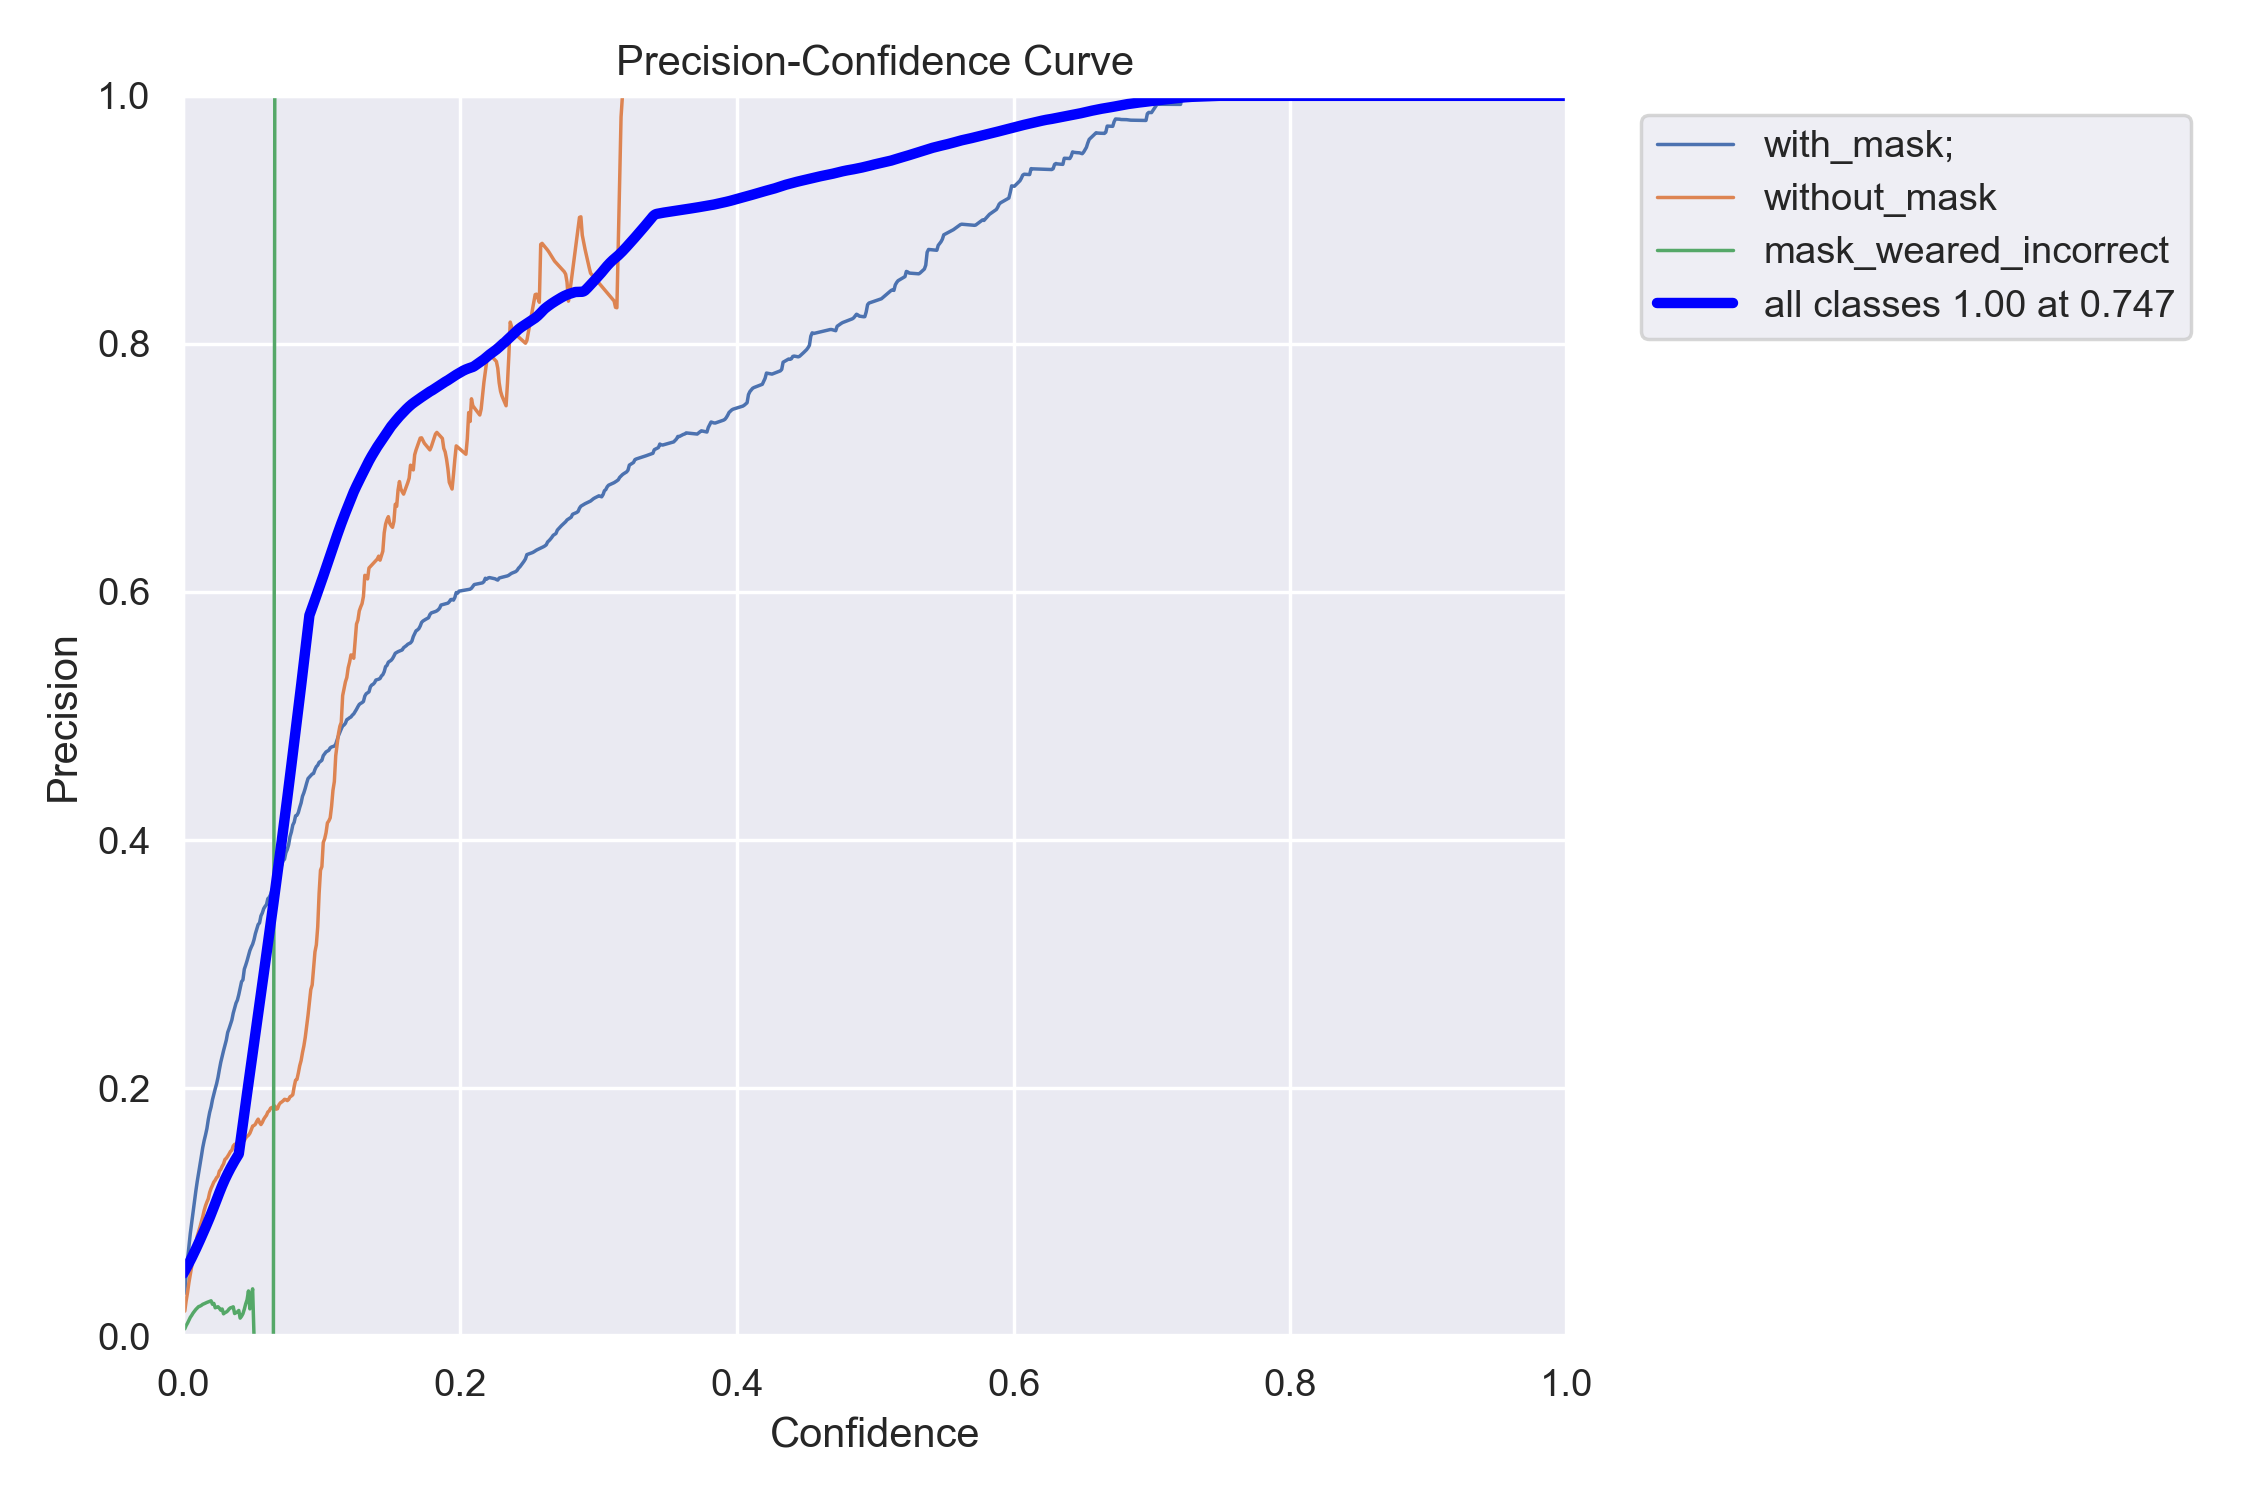 Precision-Confidence Curve
1.0
0.8
0.6
0.4
0.2
0.0
Precision
0.0 0.2 0.4 0.6 0.8 1.0
Confidence
with_mask;
without_mask
mask_weared_incorrect
all classes 1.00 at 0.747